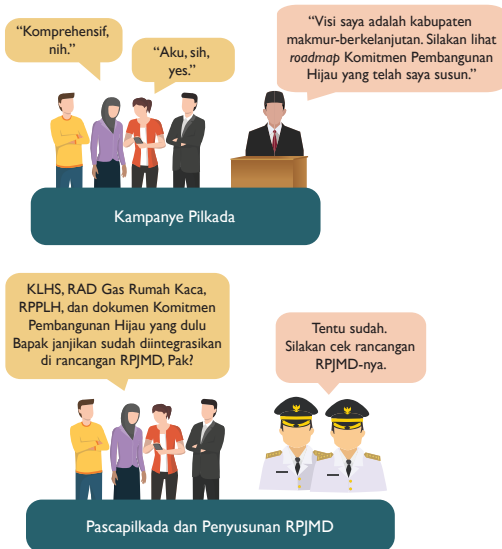 “Komprehensif,
nih.”
“Aku, sih,
yes.”
“Visi saya adalah kabupaten
makmur-berkelanjutan. Silakan lihat
roadmap Komitmen Pembangunan
Hijau yang telah saya susun.”
Kampanye Pilkada
KLHS, RAD Gas Rumah Kaca,
RPPLH, dan dokumen Komitmen
Pembangunan Hijau yang dulu
Bapak janjikan sudah diintegrasikan
di rancangan RPJMD, Pak?
Tentu sudah.
Silakan cek rancangan
RPJMD-nya.
Pascapilkada dan Penyusunan RPJMD